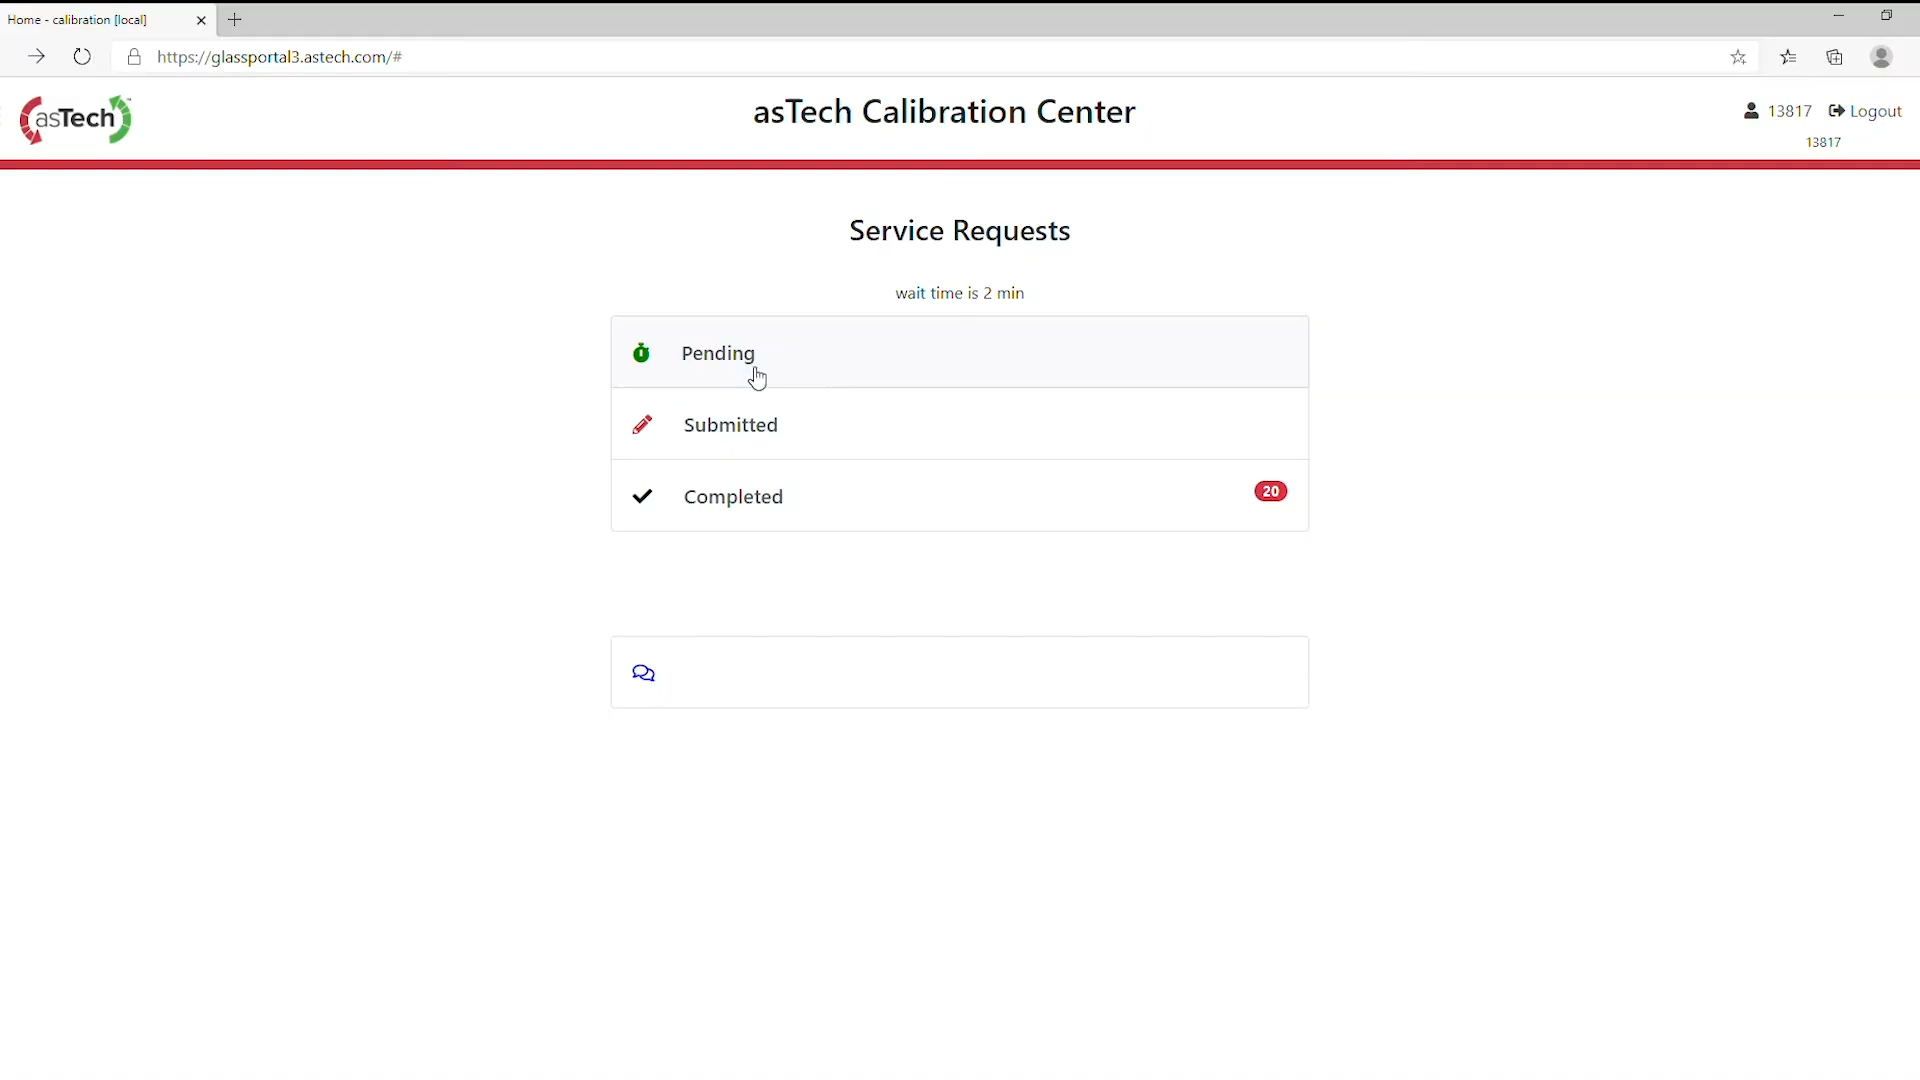 Home - calibration [local]
https://glassportal3.astech.com/#
asTech
asTech Calibration Center
13817
Logout
13817
Service Requests
wait time is 2 min
Pending
Submitted
Completed
20